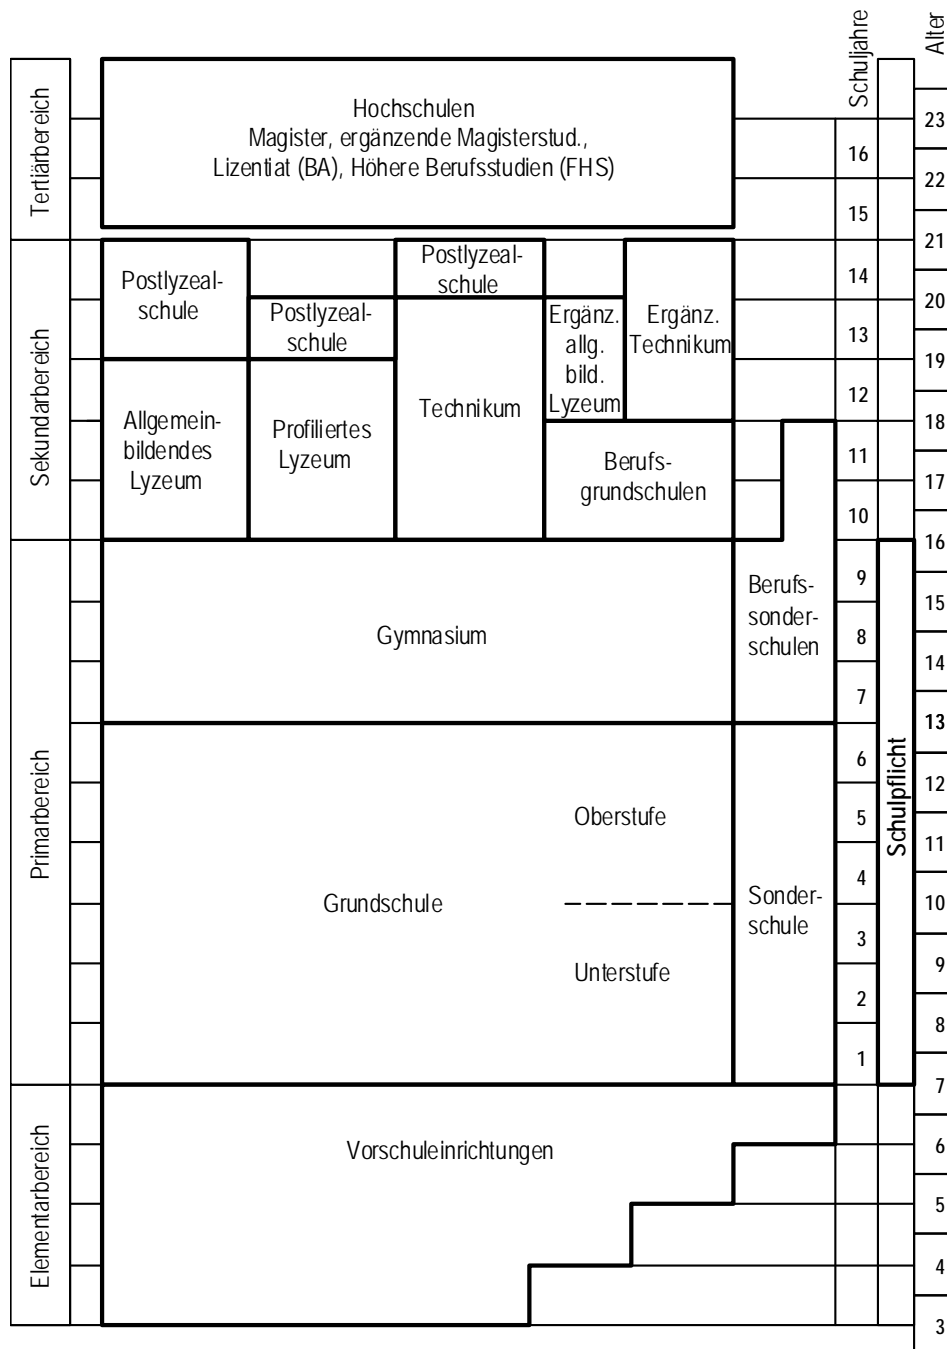 Schuljahre
Alter
Tertiärbereich
Hochschulen
Magister, ergänzende Magisterstud.,
Lizentiat (BA), Höhere Berufsstudien (FHS)
23
16
22
15
21
Sekundarbereich
Postlyzeal-
schule
Postlyzeal-
schule
Postlyzeal-
schule
Ergänz.
allg.
bild.
Lyzeum
Ergänz.
Technikum
14
20
13
19
12
Allgemein-
bildendes
Lyzeum
Profiliertes
Lyzeum
Technikum
Berufs-
grundschulen
18
11
17
10
16
Primarbereich
Gymnasium
Berufs-
sonder-
schulen
9
15
8
14
7
13
Schulpflicht
Grundschule
Oberstufe
Unterstufe
Sonder-
schule
6
12
5
11
4
10
3
9
2
8
1
7
Elementarbereich
Vorschuleinrichtungen
6
5
4
3